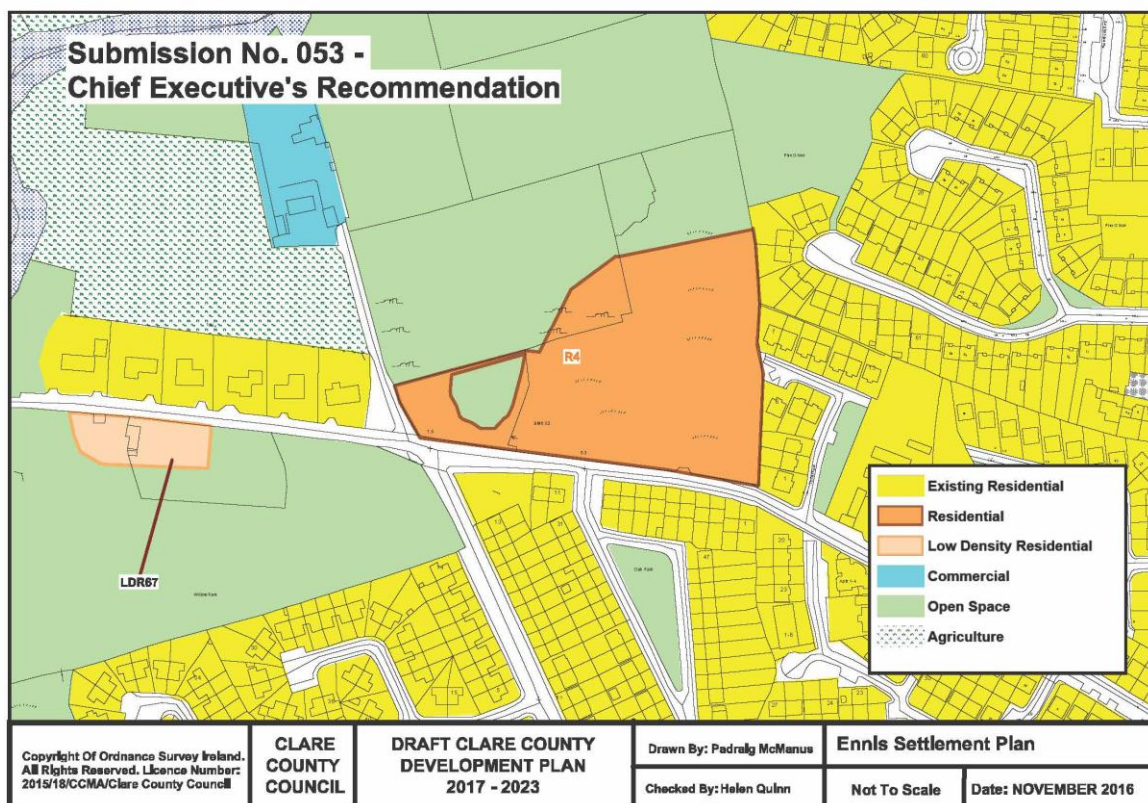 Submission No. 053 -
Chief Executive's Recommendation
R4
LDR67
Oak Park
Existing Residential
Residential
Low Density Residential
Commercial
Open Space
Agriculture
Copyright Of Ordnance Survey Ireland.
All Rights Reserved. Licence Number:
2015/18/CCMA/Clare County Council
CLARE
COUNTY
COUNCIL
DRAFT CLARE COUNTY
DEVELOPMENT PLAN
2017 - 2023
Drawn By: Padraig McManus
Checked By: Helen Quinn
Ennis Settlement Plan
Not To Scale
Date: NOVEMBER 2016